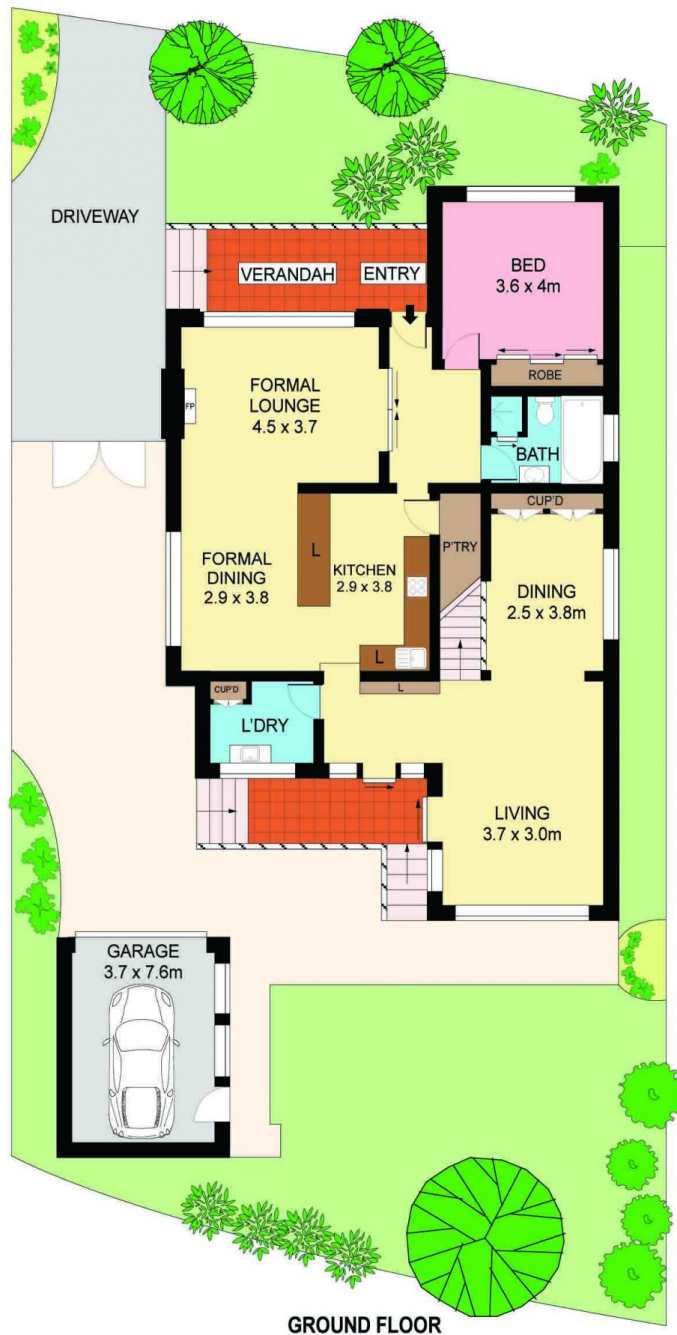 DRIVEWAY
VERANDAH
ENTRY
BED
3.6 x 4m
ROBE
FORMAL
LOUNGE
4.5 x 3.7
FP
BATH
CUP'D
L
KITCHEN
2.9 x 3.8
P'TRY
FORMAL
DINING
2.9 x 3.8
DINING
2.5 x 3.8m
L
CUP'D
L
L'DRY
LIVING
3.7 x 3.0m
GARAGE
3.7 x 7.6m
GROUND FLOOR